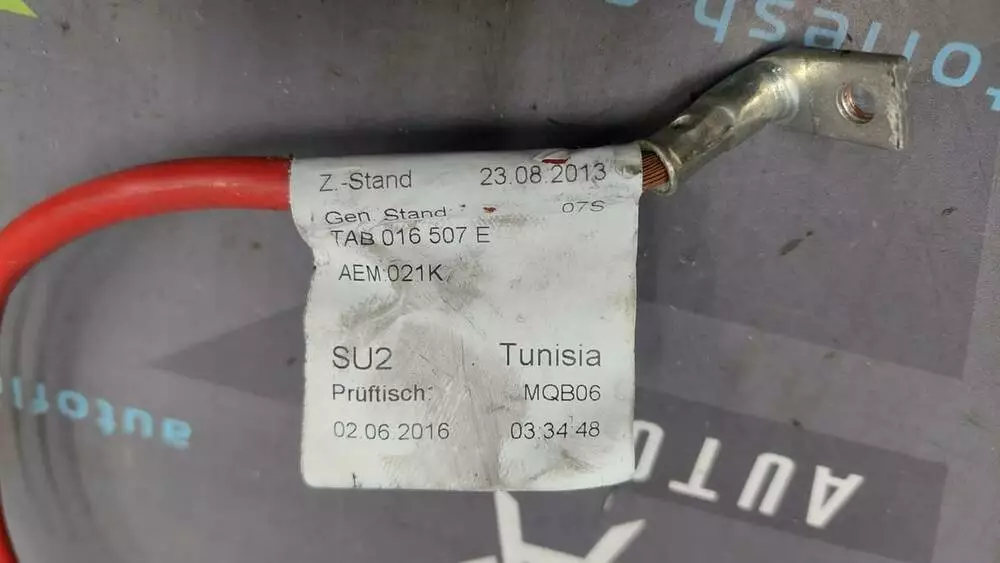 Z.-Stand 23.08.2013
Gen. Stand: 07S
TAB 016 507 E
AEM 021K
SU2 Tunisia
Prüftisch: MQB06
02.06.2016 03:34:48
AUTO